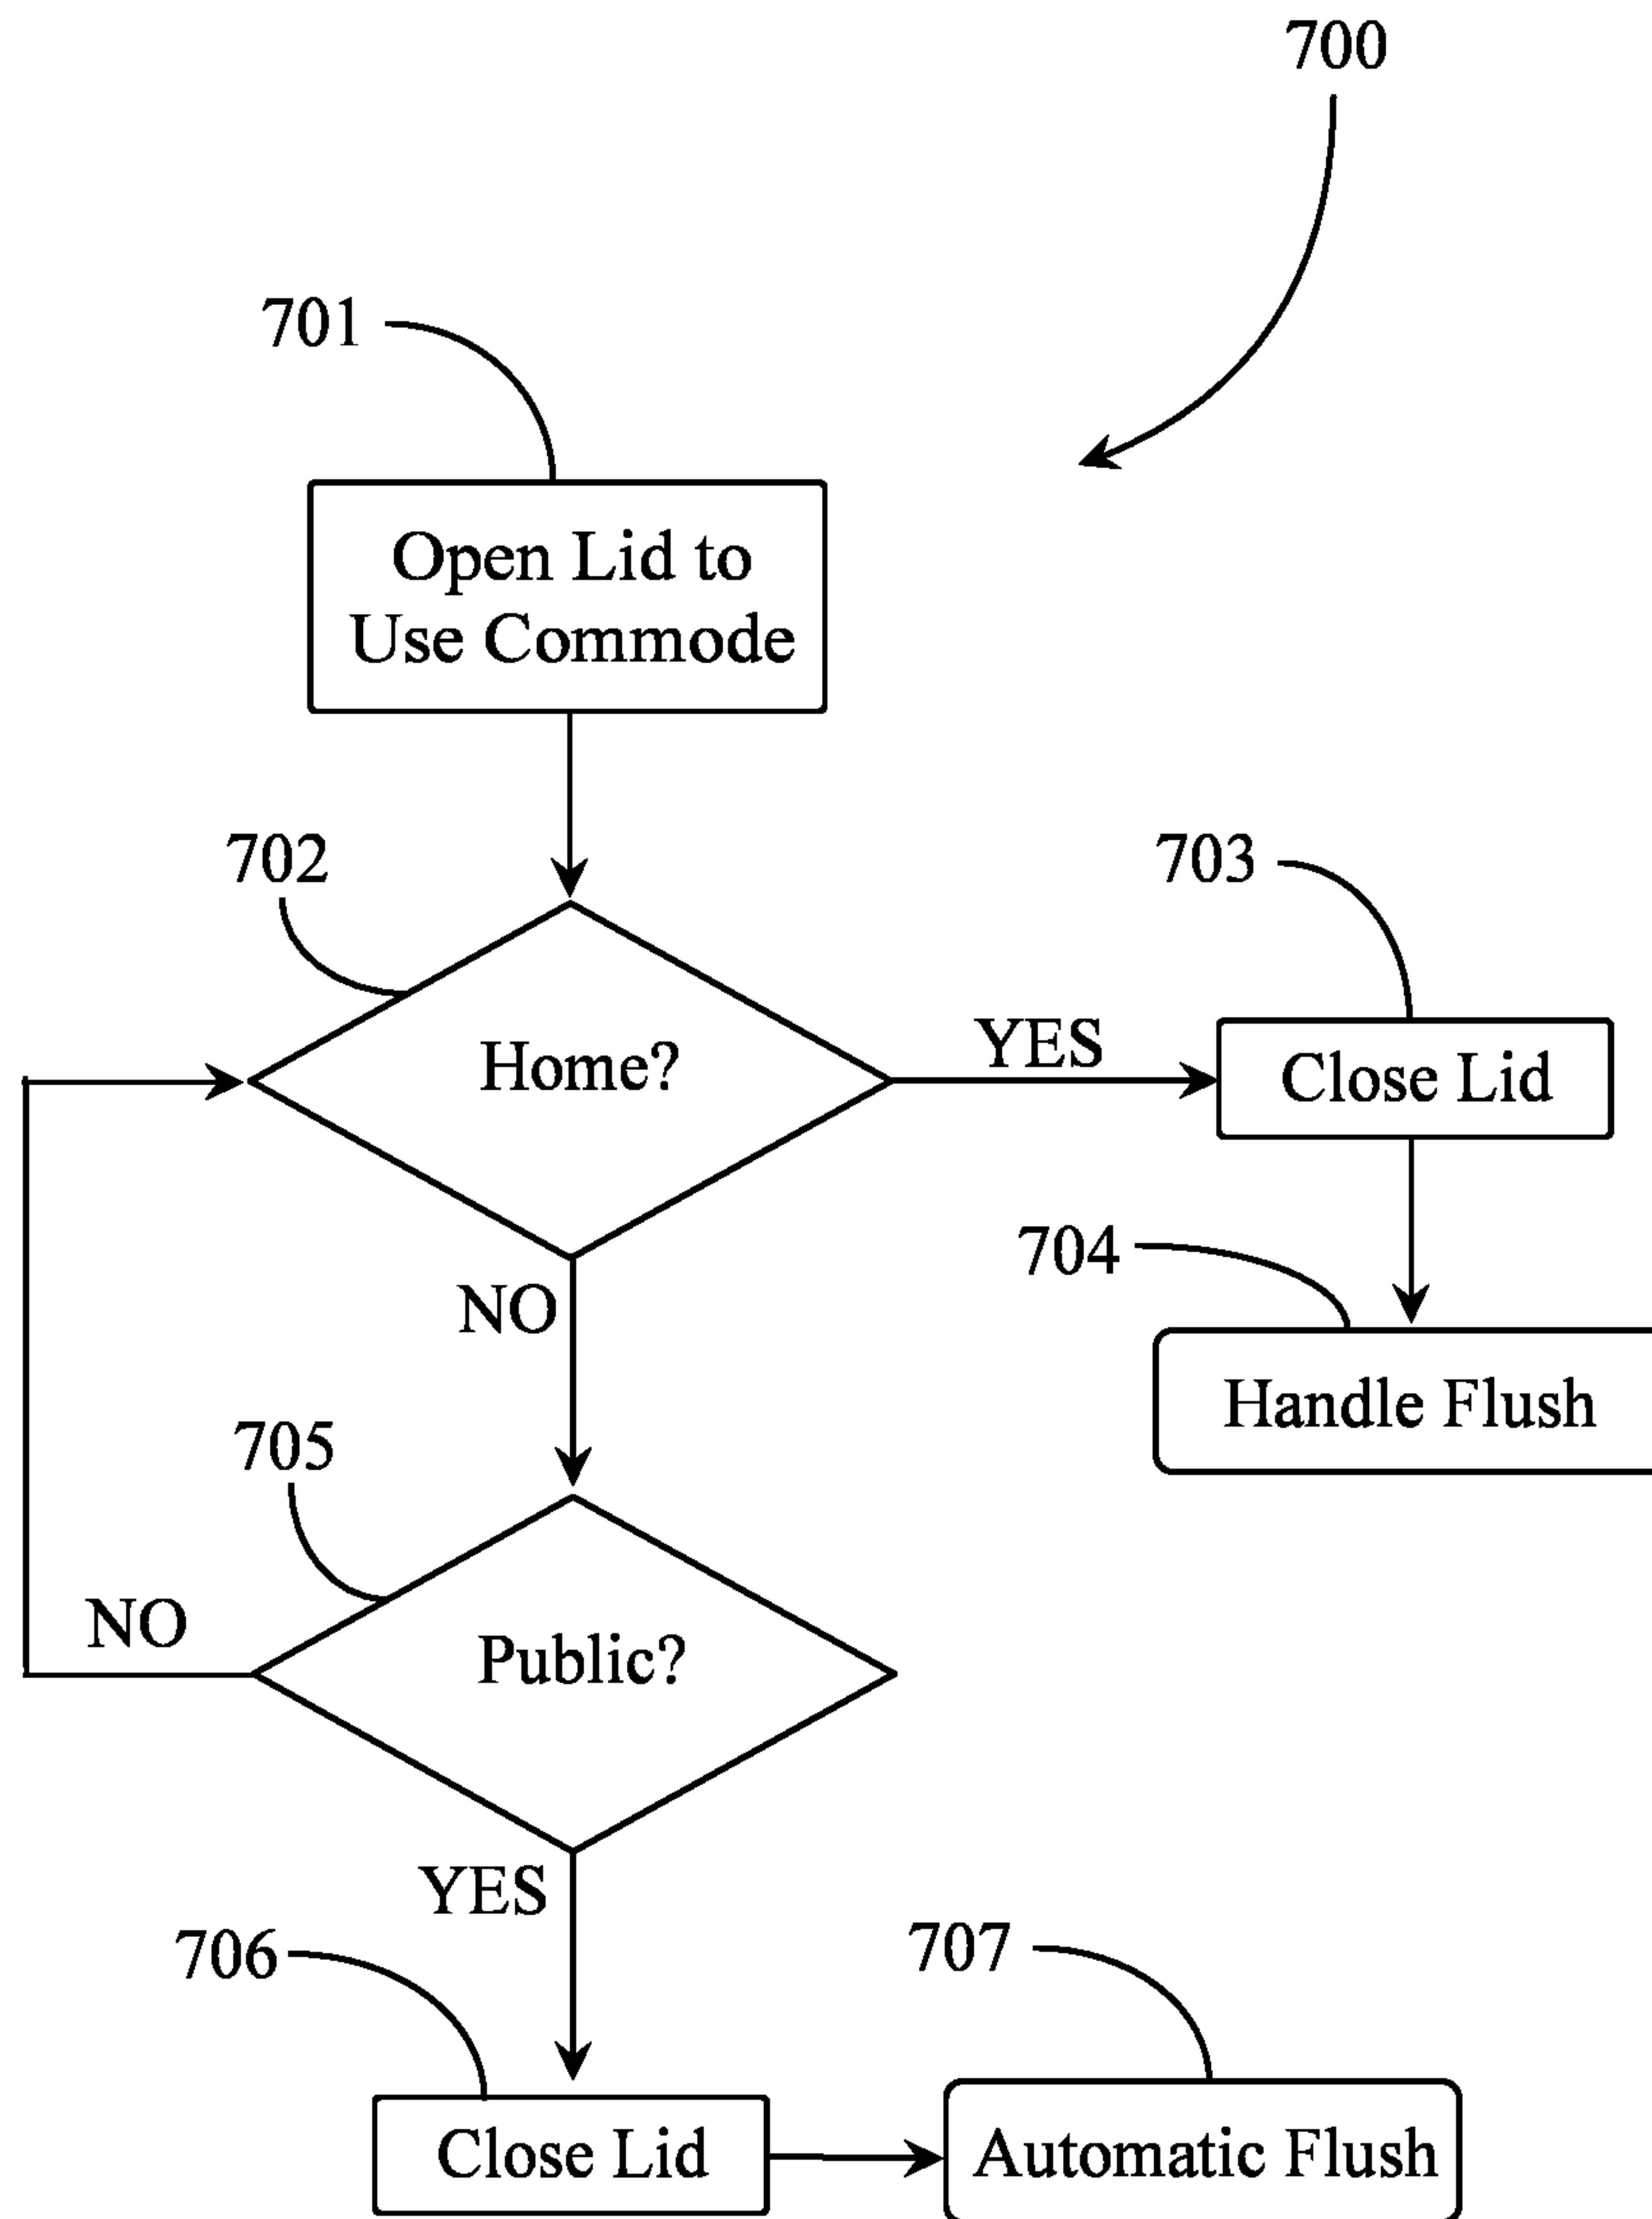 700
701
Open Lid to
Use Commode
702
703
Home?
YES
Close Lid
NO
704
Handle Flush
705
NO
Public?
YES
706
707
Close Lid
Automatic Flush